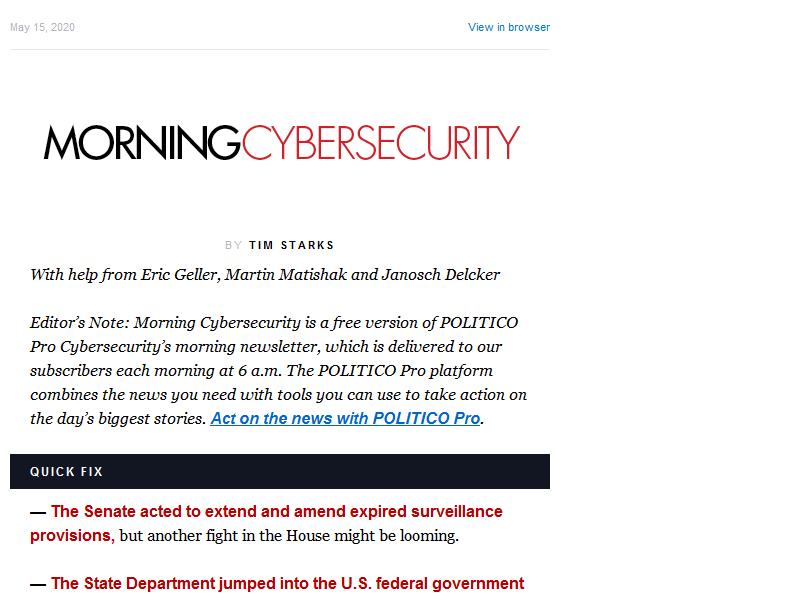 May 15, 2020
View in browser
MORNINGCYBERSECURITY
BY TIM STARKS
With help from Eric Geller, Martin Matishak and Janosch Delcker
Editor’s Note: Morning Cybersecurity is a free version of POLITICO
Pro Cybersecurity’s morning newsletter, which is delivered to our
subscribers each morning at 6 a.m. The POLITICO Pro platform
combines the news you need with tools you can use to take action on
the day’s biggest stories. Act on the news with POLITICO Pro.
QUICK FIX
— The Senate acted to extend and amend expired surveillance
provisions, but another fight in the House might be looming.
— The State Department jumped into the U.S. federal government